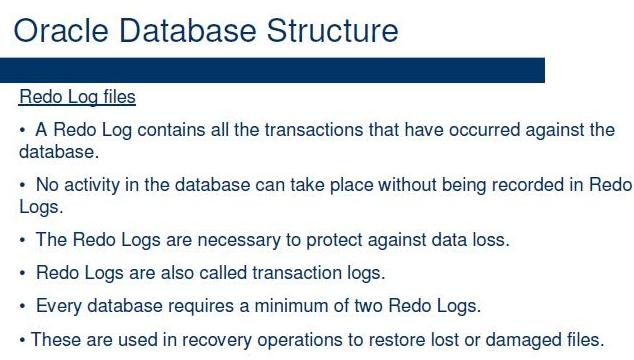 Oracle Database Structure
Redo Log files
• A Redo Log contains all the transactions that have occurred against the
database.
• No activity in the database can take place without being recorded in Redo
Logs.
• The Redo Logs are necessary to protect against data loss.
• Redo Logs are also called transaction logs.
• Every database requires a minimum of two Redo Logs.
• These are used in recovery operations to restore lost or damaged files.